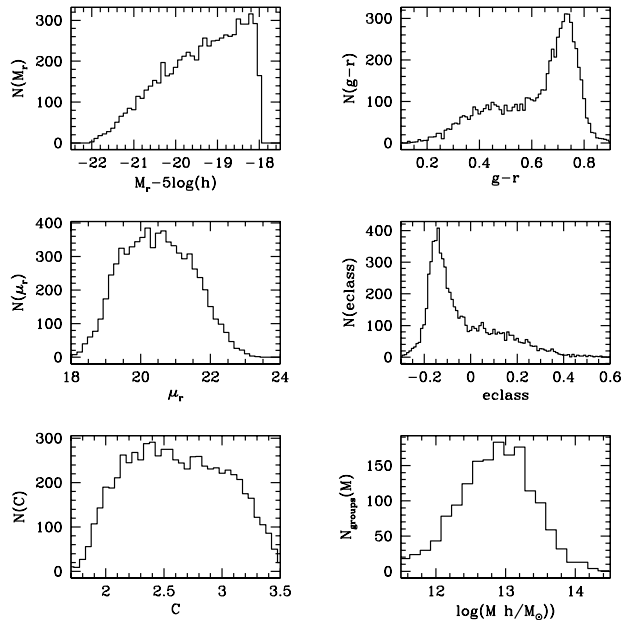 300
200
100
0
N(M_r)
−22 −21 −20 −19 −18
M_r−5log(h)
300
200
100
0
N(g−r)
0.2 0.4 0.6 0.8
g−r
400
300
200
100
0
N(μ_r)
18 20 22 24
μ_r
400
300
200
100
0
N(eclass)
−0.2 0 0.2 0.4 0.6
eclass
300
200
100
0
N(C)
2 2.5 3 3.5
C
150
100
50
0
N_groups(M)
12 13 14
log(M h/M_⊙))